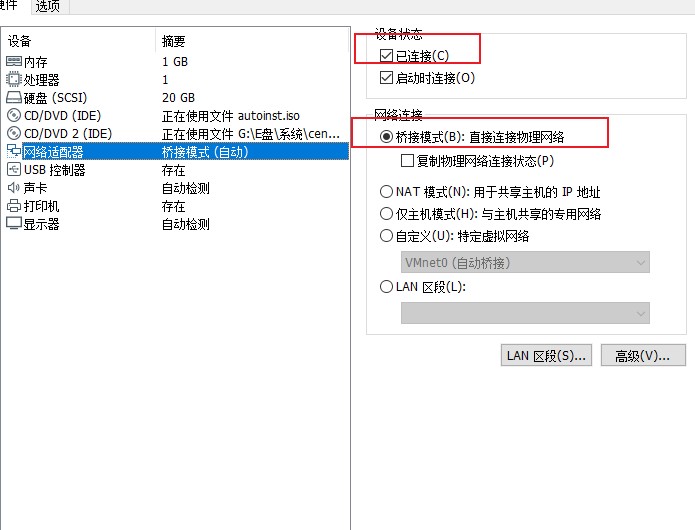 硬件 选项
设备 摘要
内存 1 GB
处理器 1
硬盘 (SCSI) 20 GB
CD/DVD (IDE) 正在使用文件 autoinst.iso
CD/DVD 2 (IDE) 正在使用文件 G:\E盘\系统\cen...
网络适配器 桥接模式 (自动)
USB 控制器 存在
声卡 自动检测
打印机 存在
显示器 自动检测
设备状态
已连接(C)
启动时连接(O)
网络连接
桥接模式(B): 直接连接物理网络
复制物理网络连接状态(P)
NAT 模式(N): 用于共享主机的 IP 地址
仅主机模式(H): 与主机共享的专用网络
自定义(U): 特定虚拟网络
VMnet0 (自动桥接)
LAN 区段(L):
LAN 区段(S)... 高级(V)...